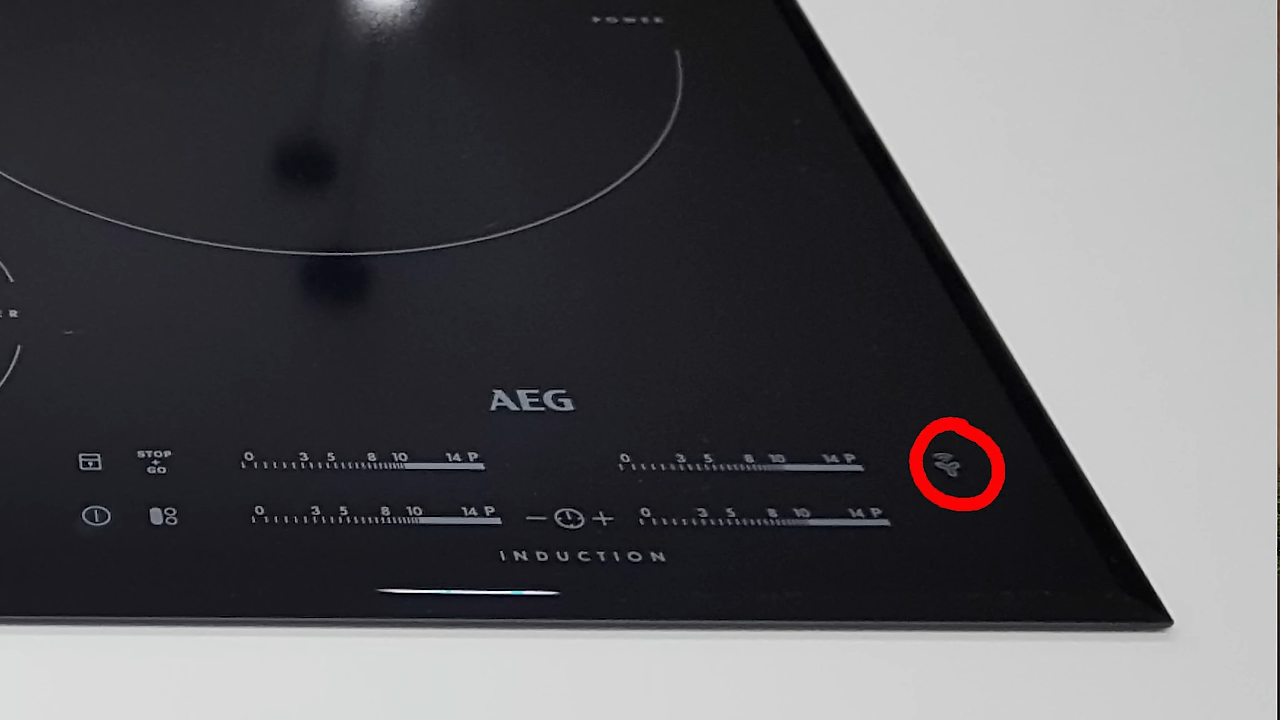 POWER
ER
AEG
STOP
+
GO
0 3 5 8 10 14 P
0 3 5 8 10 14 P
0 3 5 8 10 14 P
− +
0 3 5 8 10 14 P
INDUCTION